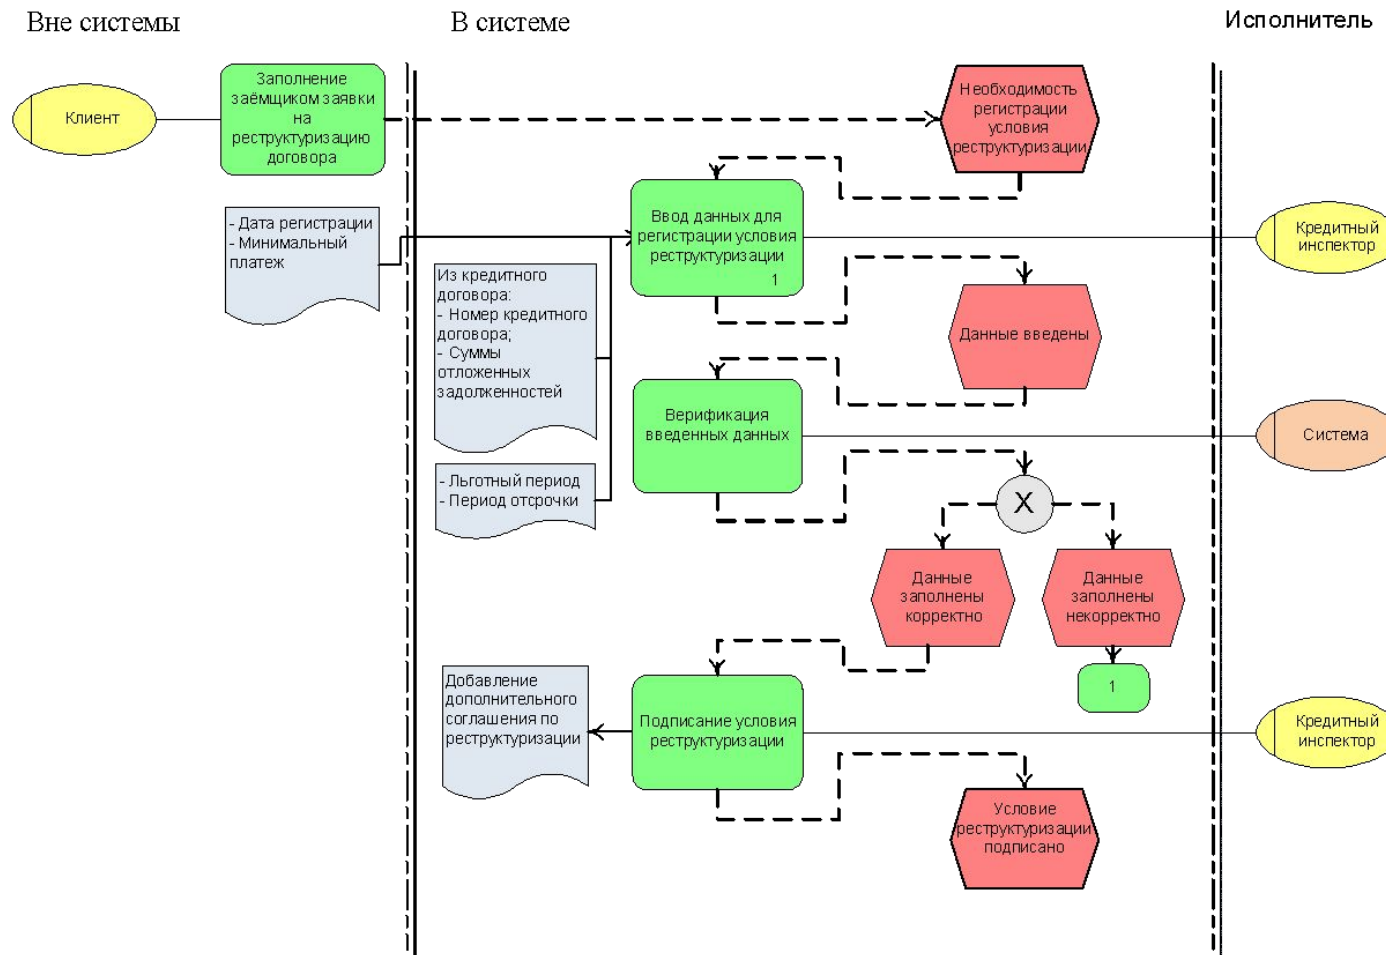 Вне системы
В системе
Исполнитель
Клиент
Заполнение
заёмщиком заявки
на
реструктуризацию
договора
Необходимость
регистрации
условия
реструктуризации
- Дата регистрации
- Минимальный
платеж
Ввод данных для
регистрации условия
реструктуризации
1
Кредитный
инспектор
Из кредитного
договора:
- Номер кредитного
договора;
- Суммы
отложенных
задолженностей
Данные введены
Верификация
введенных данных
Система
- Льготный период
- Период отсрочки
X
Данные
заполнены
корректно
Данные
заполнены
некорректно
1
Добавление
дополнительного
соглашения по
реструктуризации
Подписание условия
реструктуризации
Кредитный
инспектор
Условие
реструктуризации
подписано